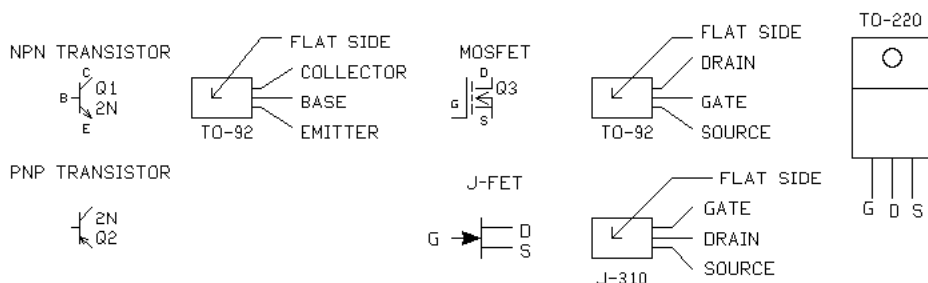 NPN TRANSISTOR
C
B
Q1
2N
E
FLAT SIDE
COLLECTOR
BASE
EMITTER
TO-92
MOSFET
D
Q3
G
S
FLAT SIDE
DRAIN
GATE
SOURCE
TO-92
TO-220
G D S
PNP TRANSISTOR
2N
Q2
J-FET
G
D
S
FLAT SIDE
GATE
DRAIN
SOURCE
J-310